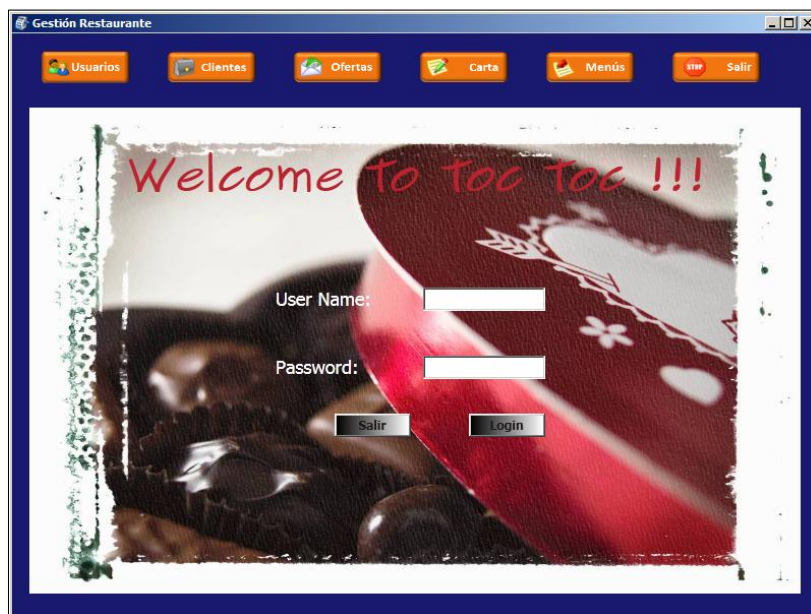 Gestión Restaurante
Usuarios Clientes Ofertas Carta Menús STOP Salir
Welcome to toc toc !!!
User Name:
Password:
Salir Login